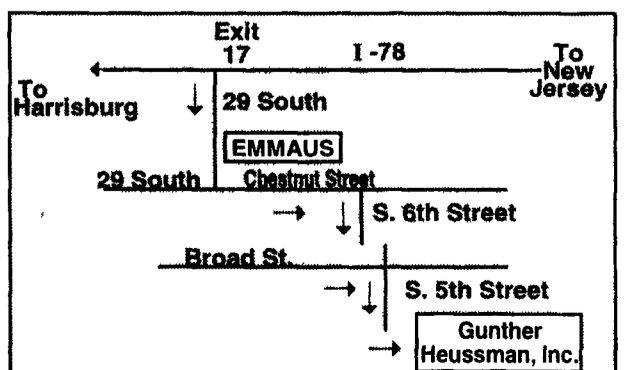 Exit
17
I-78
To
New
Jersey
To
Harrisburg
29 South
EMMAUS
29 South
Chestnut Street
S. 6th Street
Broad St.
S. 5th Street
Gunther
Heussman, Inc.